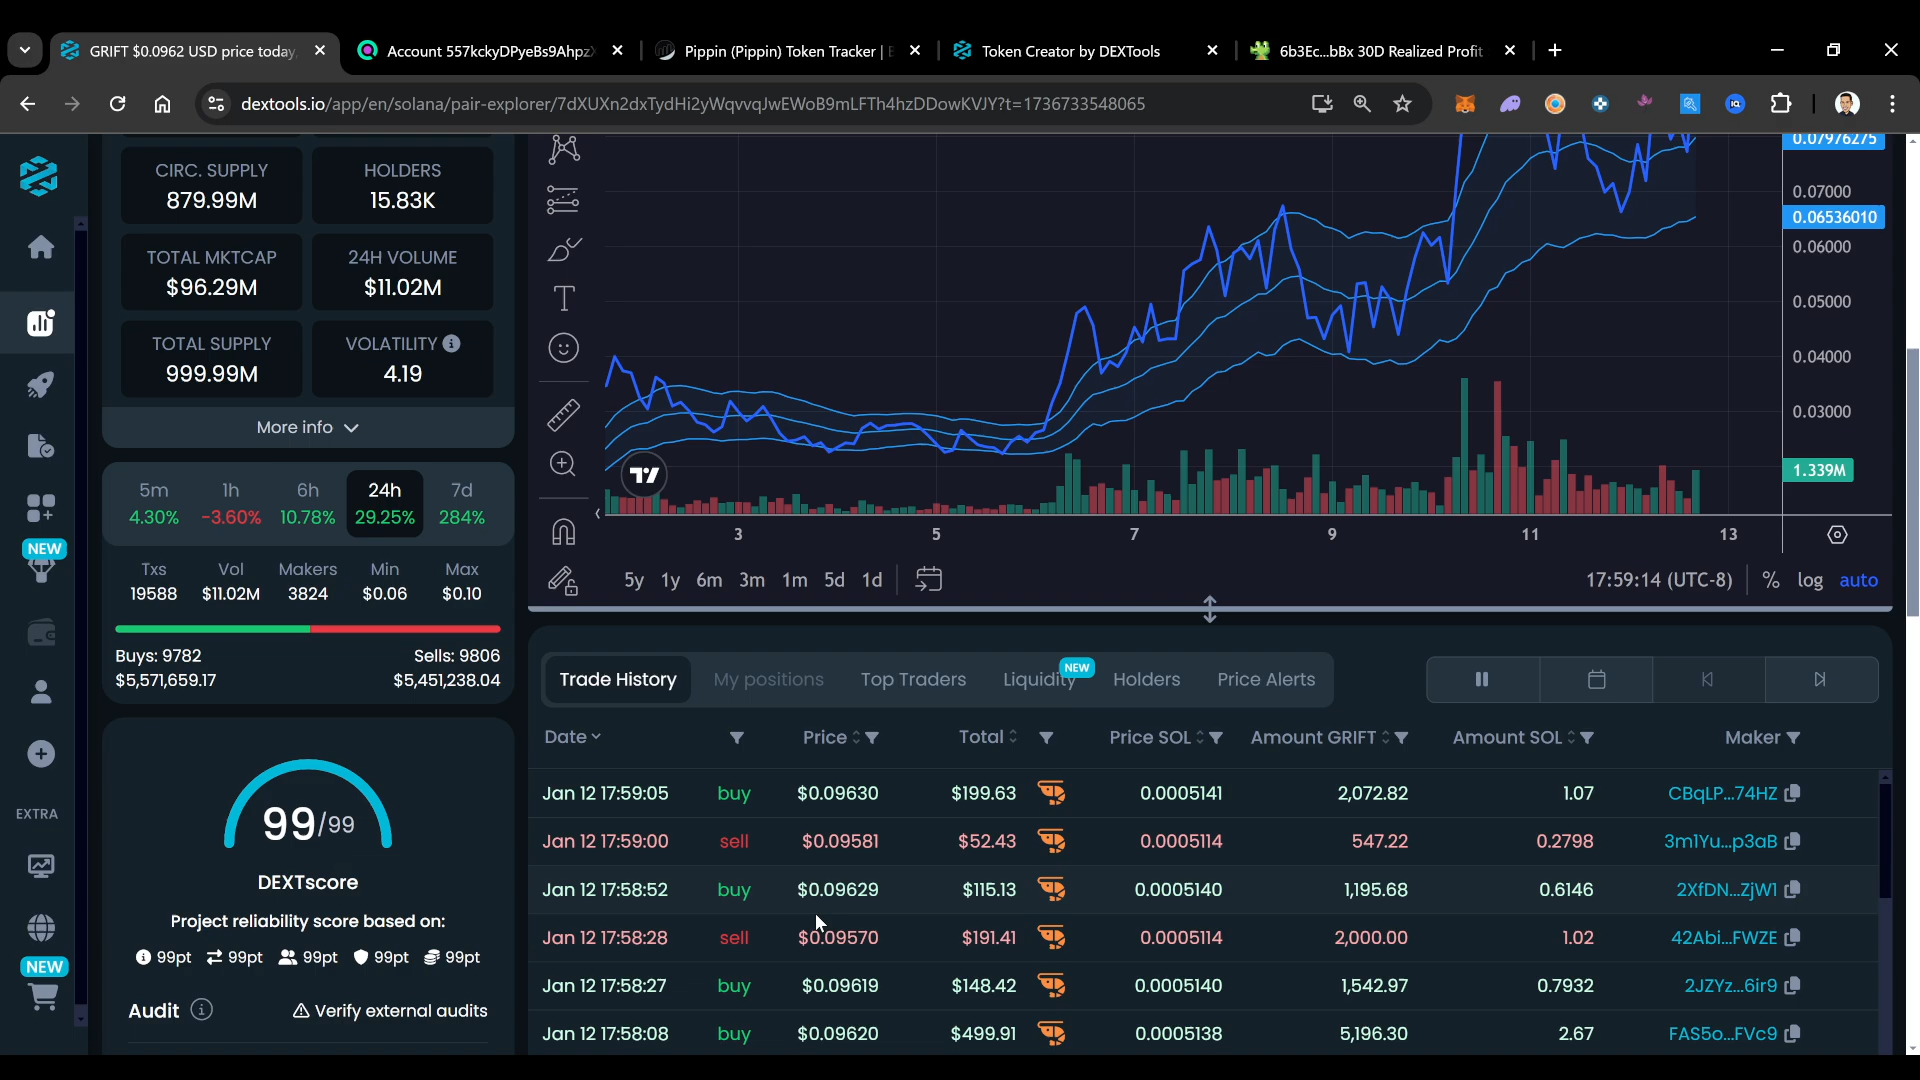 GRIFT $0.0962 USD price today,
Account 557kckyDPyeBs9Ahpz
Pippin (Pippin) Token Tracker |
Token Creator by DEXTools
6b3Ec...bBx 30D Realized Profit
dextools.io/app/en/solana/pair-explorer/7dXUXn2dxTydHi2yWqvvqJwEWoB9mLFTh4hzDDowKVJY?t=1736733548065
CIRC. SUPPLY
879.99M
HOLDERS
15.83K
TOTAL MKTCAP
$96.29M
24H VOLUME
$11.02M
TOTAL SUPPLY
999.99M
VOLATILITY
4.19
More info
5m 1h 6h 24h 7d
4.30% -3.60% 10.78% 29.25% 284%
Txs Vol Makers Min Max
19588 $11.02M 3824 $0.06 $0.10
Buys: 9782 Sells: 9806
$5,571,659.17 $5,451,238.04
99/99
DEXTscore
Project reliability score based on:
99pt 99pt 99pt 99pt 99pt
Audit Verify external audits
NEW
EXTRA
NEW
0.07976275
0.07000
0.06536010
0.06000
0.05000
0.04000
0.03000
1.339M
3 5 7 9 11 13
5y 1y 6m 3m 1m 5d 1d 17:59:14 (UTC-8) % log auto
Trade History My positions Top Traders Liquidity NEW Holders Price Alerts
Date Price Total Price SOL Amount GRIFT Amount SOL Maker
Jan 12 17:59:05 buy $0.09630 $199.63 0.0005141 2,072.82 1.07 CBqLP...74HZ
Jan 12 17:59:00 sell $0.09581 $52.43 0.0005114 547.22 0.2798 3m1Yu...p3aB
Jan 12 17:58:52 buy $0.09629 $115.13 0.0005140 1,195.68 0.6146 2XfDN...ZjW1
Jan 12 17:58:28 sell $0.09570 $191.41 0.0005114 2,000.00 1.02 42Abi...FWZE
Jan 12 17:58:27 buy $0.09619 $148.42 0.0005140 1,542.97 0.7932 2JZYz...6ir9
Jan 12 17:58:08 buy $0.09620 $499.91 0.0005138 5,196.30 2.67 FAS5o...FVc9